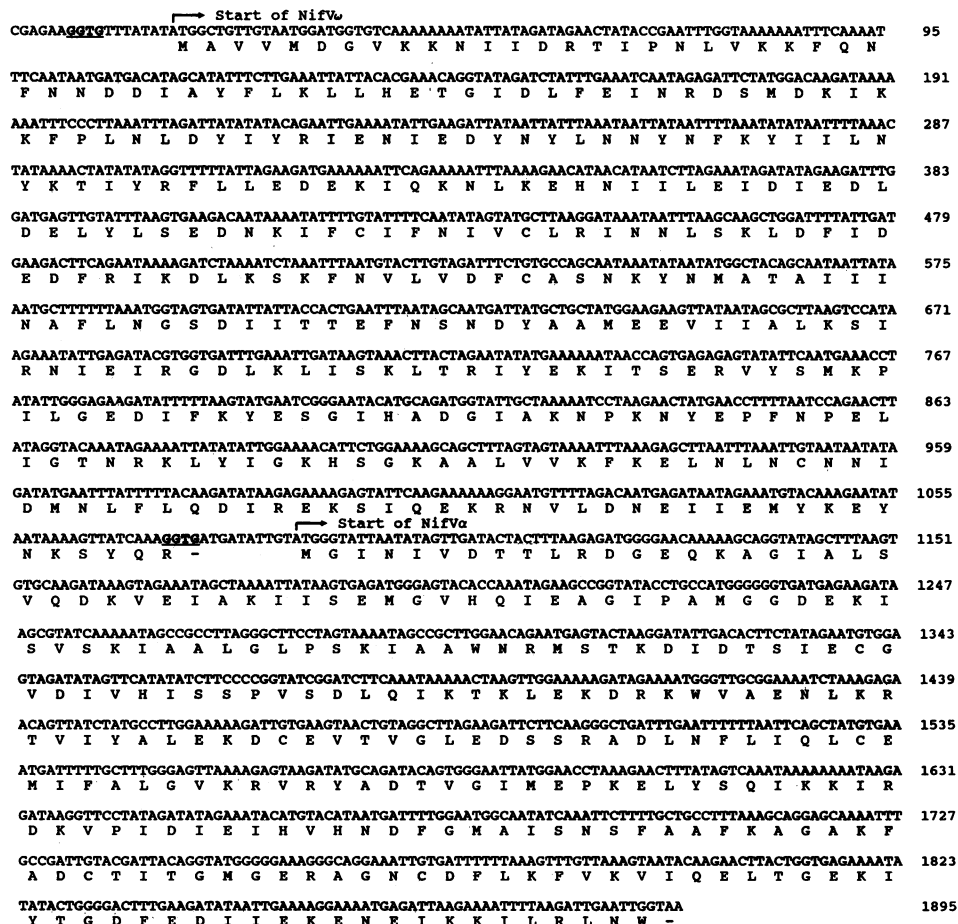 Start of NifVω
CGAGAAGGTGTTTATATATGGCTGTTGTAATGGATGGTGTCAAAAAAAATATTATAGATAGAACTATACCGAATTTGGTAAAAAAATTTCAAAAT 95
M A V V M D G V K K N I I D R T I P N L V K K F Q N
TTCAATAATGATGACATAGCATATTTCTTGAAATTATTACACGAAACAGGTATAGATCTATTTGAAATCAATAGAGATTCTATGGACAAGATAAAA 191
F N N D D I A Y F L K L L H E T G I D L F E I N R D S M D K I K
AAATTTCCCTTAAATTTAGATTATATATACAGAATTGAAAATATTGAAGATTATAATTATTTAAATAATTATAATTTTAAATATATAATTTTAAAC 287
K F P L N L D Y I Y R I E N I E D Y N Y L N N Y N F K Y I I L N
TATAAAACTATATATAGGTTTTTATTAGAAGATGAAAAAATTCAGAAAAATTTAAAAGAACATAACATAATCTTAGAAATAGATATAGAAGATTTG 383
Y K T I Y R F L L E D E K I Q K N L K E H N I I L E I D I E D L
GATGAGTTGTATTTAAGTGAAGACAATAAAATATTTTGTATTTTCAATATAGTATGCTTAAGGATAAATAATTTAAGCAAGCTGGATTTTATTGAT 479
D E L Y L S E D N K I F C I F N I V C L R I N N L S K L D F I D
GAAGACTTCAGAATAAAAGATCTAAAATCTAAATTTAATGTACTTGTAGATTTCTGTGCCAGCAATAAATATAATATGGCTACAGCAATAATTATA 575
E D F R I K D L K S K F N V L V D F C A S N K Y N M A T A I I I
AATGCTTTTTTAAATGGTAGTGATATTATTACCACTGAATTTAATAGCAATGATTATGCTGCTATGGAAGAAGTTATAATAGCGCTTAAGTCCATA 671
N A F L N G S D I I T T E F N S N D Y A A M E E V I I A L K S I
AGAAATATTGAGATACGTGGTGATTTGAAATTGATAAGTAAACTTACTAGAATATATGAAAAAATAACCAGTGAGAGAGTATATTCAATGAAACCT 767
R N I E I R G D L K L I S K L T R I Y E K I T S E R V Y S M K P
ATATTGGGAGAAGATATTTTTAAGTATGAATCGGGAATACATGCAGATGGTATTGCTAAAAATCCTAAGAACTATGAACCTTTTAATCCAGAACTT 863
I L G E D I F K Y E S G I H A D G I A K N P K N Y E P F N P E L
ATAGGTACAAATAGAAAATTATATATTGGAAAACATTCTGGAAAAGCAGCTTTAGTAGTAAAATTTAAAGAGCTTAATTTAAATTGTAATAATATA 959
I G T N R K L Y I G K H S G K A A L V V K F K E L N L N C N N I
GATATGAATTTATTTTTACAAGATATAAGAGAAAAGAGTATTCAAGAAAAAAGGAATGTTTTAGACAATGAGATAATAGAAATGTACAAAGAATAT 1055
D M N L F L Q D I R E K S I Q E K R N V L D N E I I E M Y K E Y
Start of NifVα
AATAAAAGTTATCAAAGGTGATGATATTGTATGGGTATTAATATAGTTGATACTACTTTAAGAGATGGGGAACAAAAAGCAGGTATAGCTTTAAGT 1151
N K S Y Q R - M G I N I V D T T L R D G E Q K A G I A L S
GTGCAAGATAAAGTAGAAATAGCTAAAATTATAAGTGAGATGGGAGTACACCAAATAGAAGCCGGTATACCTGCCATGGGGGGTGATGAGAAGATA 1247
V Q D K V E I A K I I S E M G V H Q I E A G I P A M G G D E K I
AGCGTATCAAAAATAGCCGCCTTAGGGCTTCCTAGTAAAATAGCCGCTTGGAACAGAATGAGTACTAAGGATATTGACACTTCTATAGAATGTGGA 1343
S V S K I A A L G L P S K I A A W N R M S T K D I D T S I E C G
GTAGATATAGTTCATATATCTTCCCCGGTATCGGATCTTCAAATAAAAACTAAGTTGGAAAAAGATAGAAAATGGGTTGCGGAAAATCTAAAGAGA 1439
V D I V H I S S P V S D L Q I K T K L E K D R K W V A E N L K R
ACAGTTATCTATGCCTTGGAAAAAGATTGTGAAGTAACTGTAGGCTTAGAAGATTCTTCAAGGGCTGATTTGAATTTTTTAATTCAGCTATGTGAA 1535
T V I Y A L E K D C E V T V G L E D S S R A D L N F L I Q L C E
ATGATTTTTGCTTTGGGAGTTAAAAGAGTAAGATATGCAGATACAGTGGGAATTATGGAACCTAAAGAACTTTATAGTCAAATAAAAAAAATAAGA 1631
M I F A L G V K R V R Y A D T V G I M E P K E L Y S Q I K K I R
GATAAGGTTCCTATAGATATAGAAATACATGTACATAATGATTTTGGAATGGCAATATCAAATTCTTTTGCTGCCTTTAAAGCAGGAGCAAAATTT 1727
D K V P I D I E I H V H N D F G M A I S N S F A A F K A G A K F
GCCGATTGTACGATTACAGGTATGGGGGAAAGGGCAGGAAATTGTGATTTTTTAAAGTTTGTTAAAGTAATACAAGAACTTACTGGTGAGAAAATA 1823
A D C T I T G M G E R A G N C D F L K F V K V I Q E L T G E K I
TATACTGGGGACTTTGAAGATATAATTGAAAAGGAAAATGAGATTAAGAAAATTTTAAGATTGAATTGGTAA 1895
Y T G D F E D I I E K E N E I K K I L R L N W -